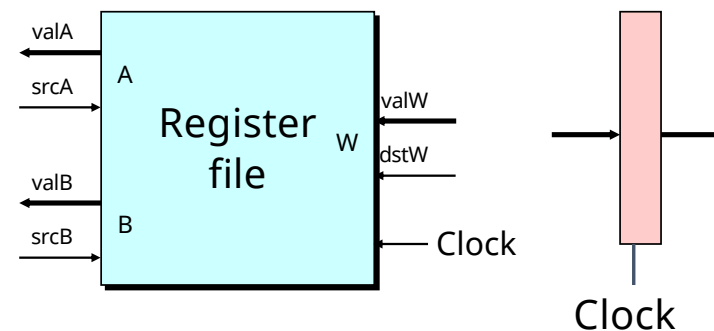 valA
srcA
A
Register
file
valW
W
dstW
valB
srcB
B
Clock
Clock